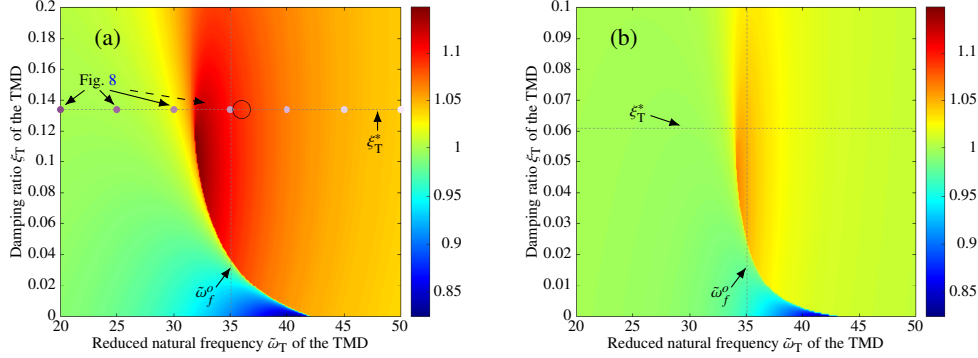 (a)
Fig. 8
ξ*T
ω̃ᵒf
Damping ratio ξT of the TMD
0.2
0.18
0.16
0.14
0.12
0.1
0.08
0.06
0.04
0.02
0
20 25 30 35 40 45 50
Reduced natural frequency ω̃T of the TMD
1.1
1.05
1
0.95
0.9
0.85
(b)
ξ*T
ω̃ᵒf
Damping ratio ξT of the TMD
0.1
0.09
0.08
0.07
0.06
0.05
0.04
0.03
0.02
0.01
0
20 25 30 35 40 45 50
Reduced natural frequency ω̃T of the TMD
1.1
1.05
1
0.95
0.9
0.85